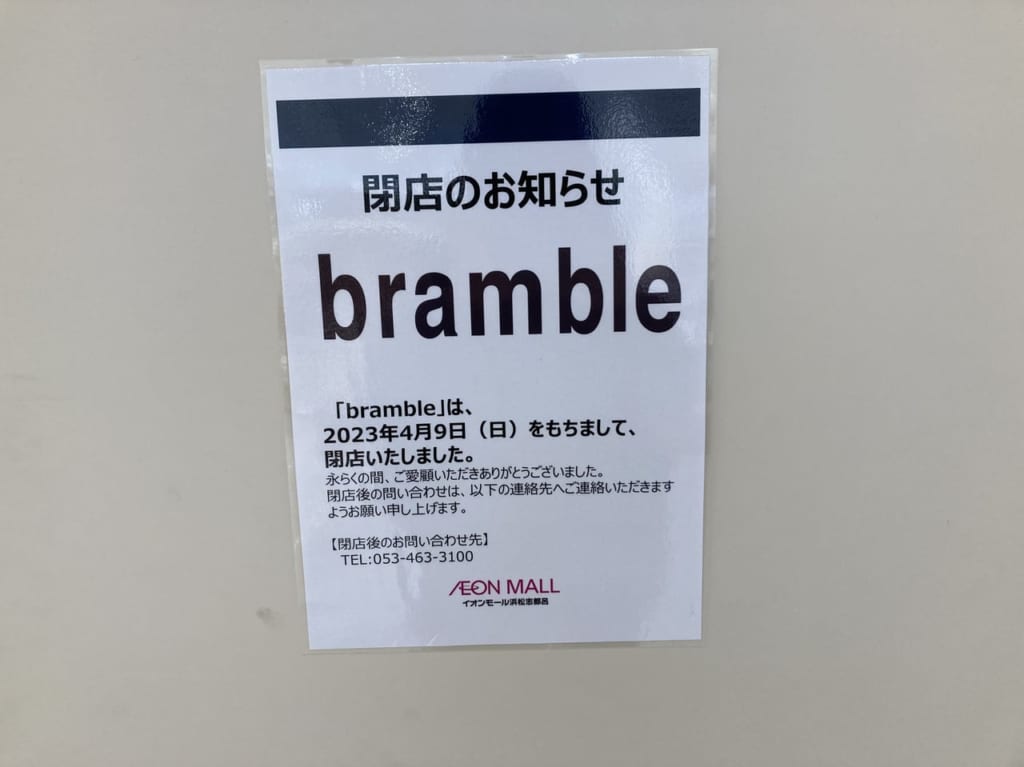 閉店のお知らせ
bramble
「bramble」は、
2023年4月9日（日）をもちまして、
閉店いたしました。
永らくの間、ご愛顧いただきありがとうございました。
閉店後の問い合わせは、以下の連絡先へご連絡いただきます
ようお願い申し上げます。
【閉店後のお問い合わせ先】
TEL:053-463-3100
ÆON MALL
イオンモール浜松志都呂